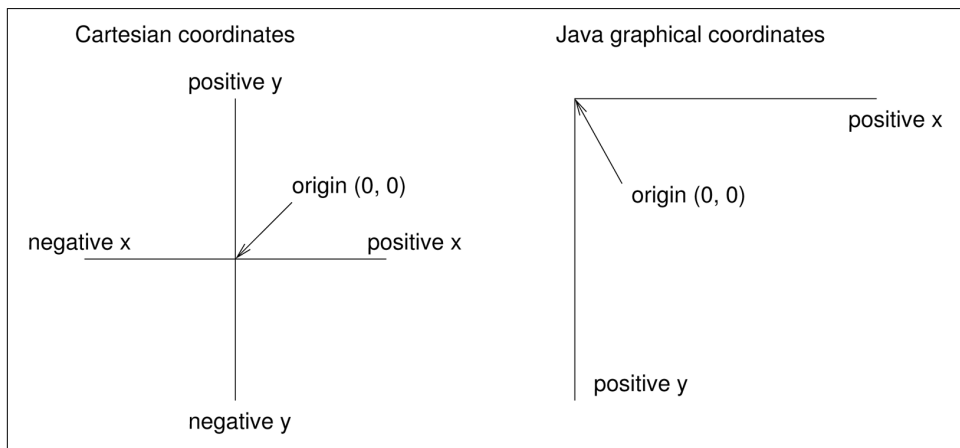 Cartesian coordinates
positive y
origin (0, 0)
negative x
positive x
negative y
Java graphical coordinates
positive x
origin (0, 0)
positive y